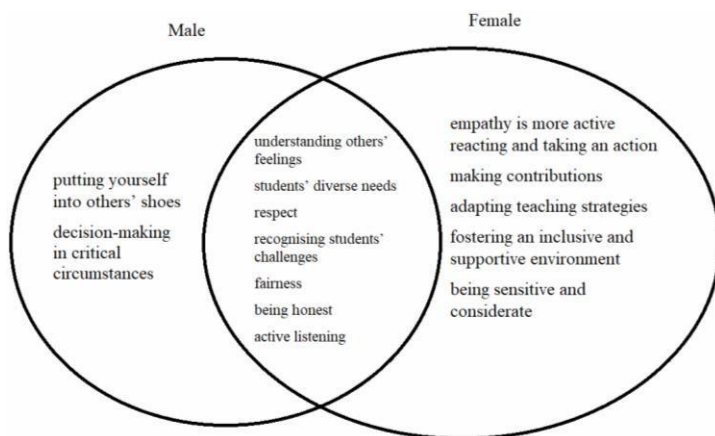 Male
Female
putting yourself
into others' shoes
decision-making
in critical
circumstances
understanding others'
feelings
students' diverse needs
respect
recognising students'
challenges
fairness
being honest
active listening
empathy is more active
reacting and taking an action
making contributions
adapting teaching strategies
fostering an inclusive and
supportive environment
being sensitive and
considerate